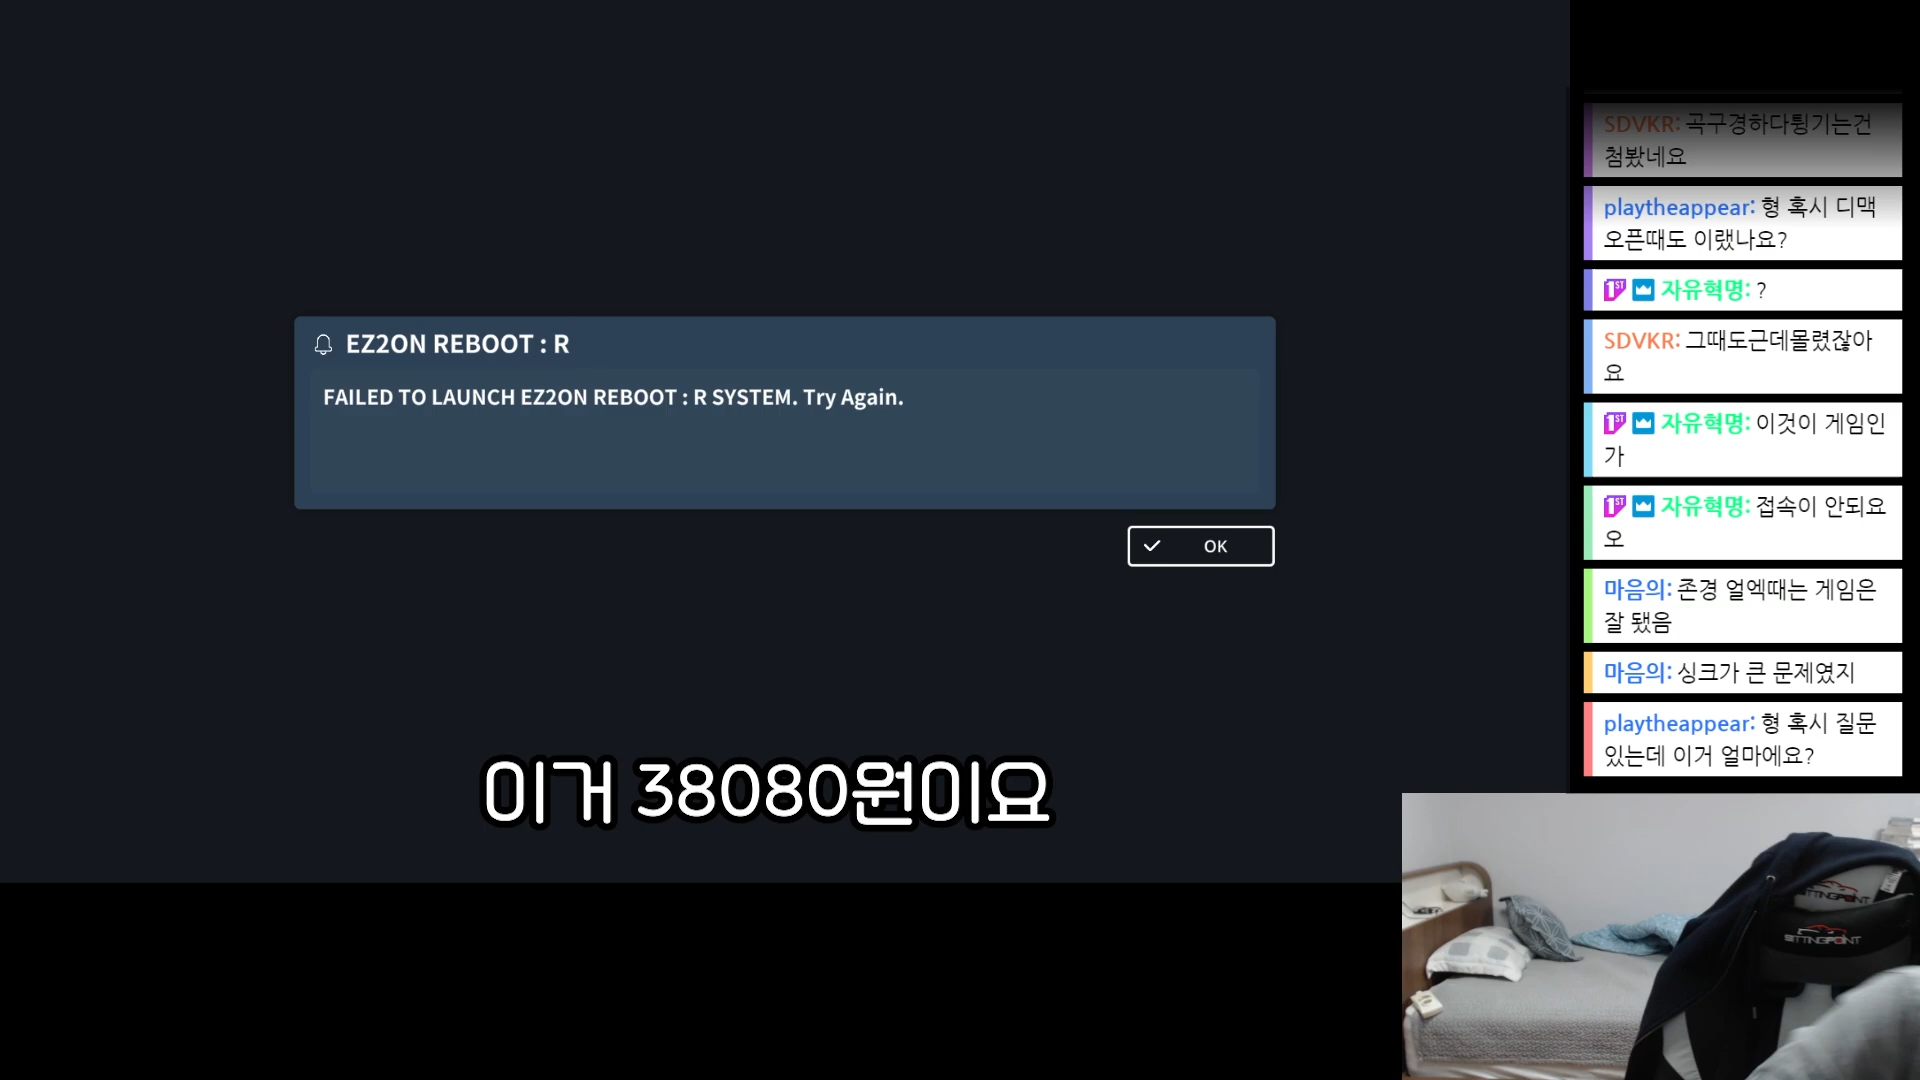 EZ2ON REBOOT : R
FAILED TO LAUNCH EZ2ON REBOOT : R SYSTEM. Try Again.
OK
이거 38080원이요
SDVKR: 곡구경하다튕기는건
첨봤네요
playtheappear: 형 혹시 디맥
오픈때도 이랬나요?
1ST 자유혁명: ?
SDVKR: 그때도근데몰렸잖아
요
1ST 자유혁명: 이것이 게임인
가
1ST 자유혁명: 접속이 안되요
오
마음의: 존경 얼엑때는 게임은
잘 됐음
마음의: 싱크가 큰 문제였지
playtheappear: 형 혹시 질문
있는데 이거 얼마에요?
SITTINGPOINT
SITTINGPOINT